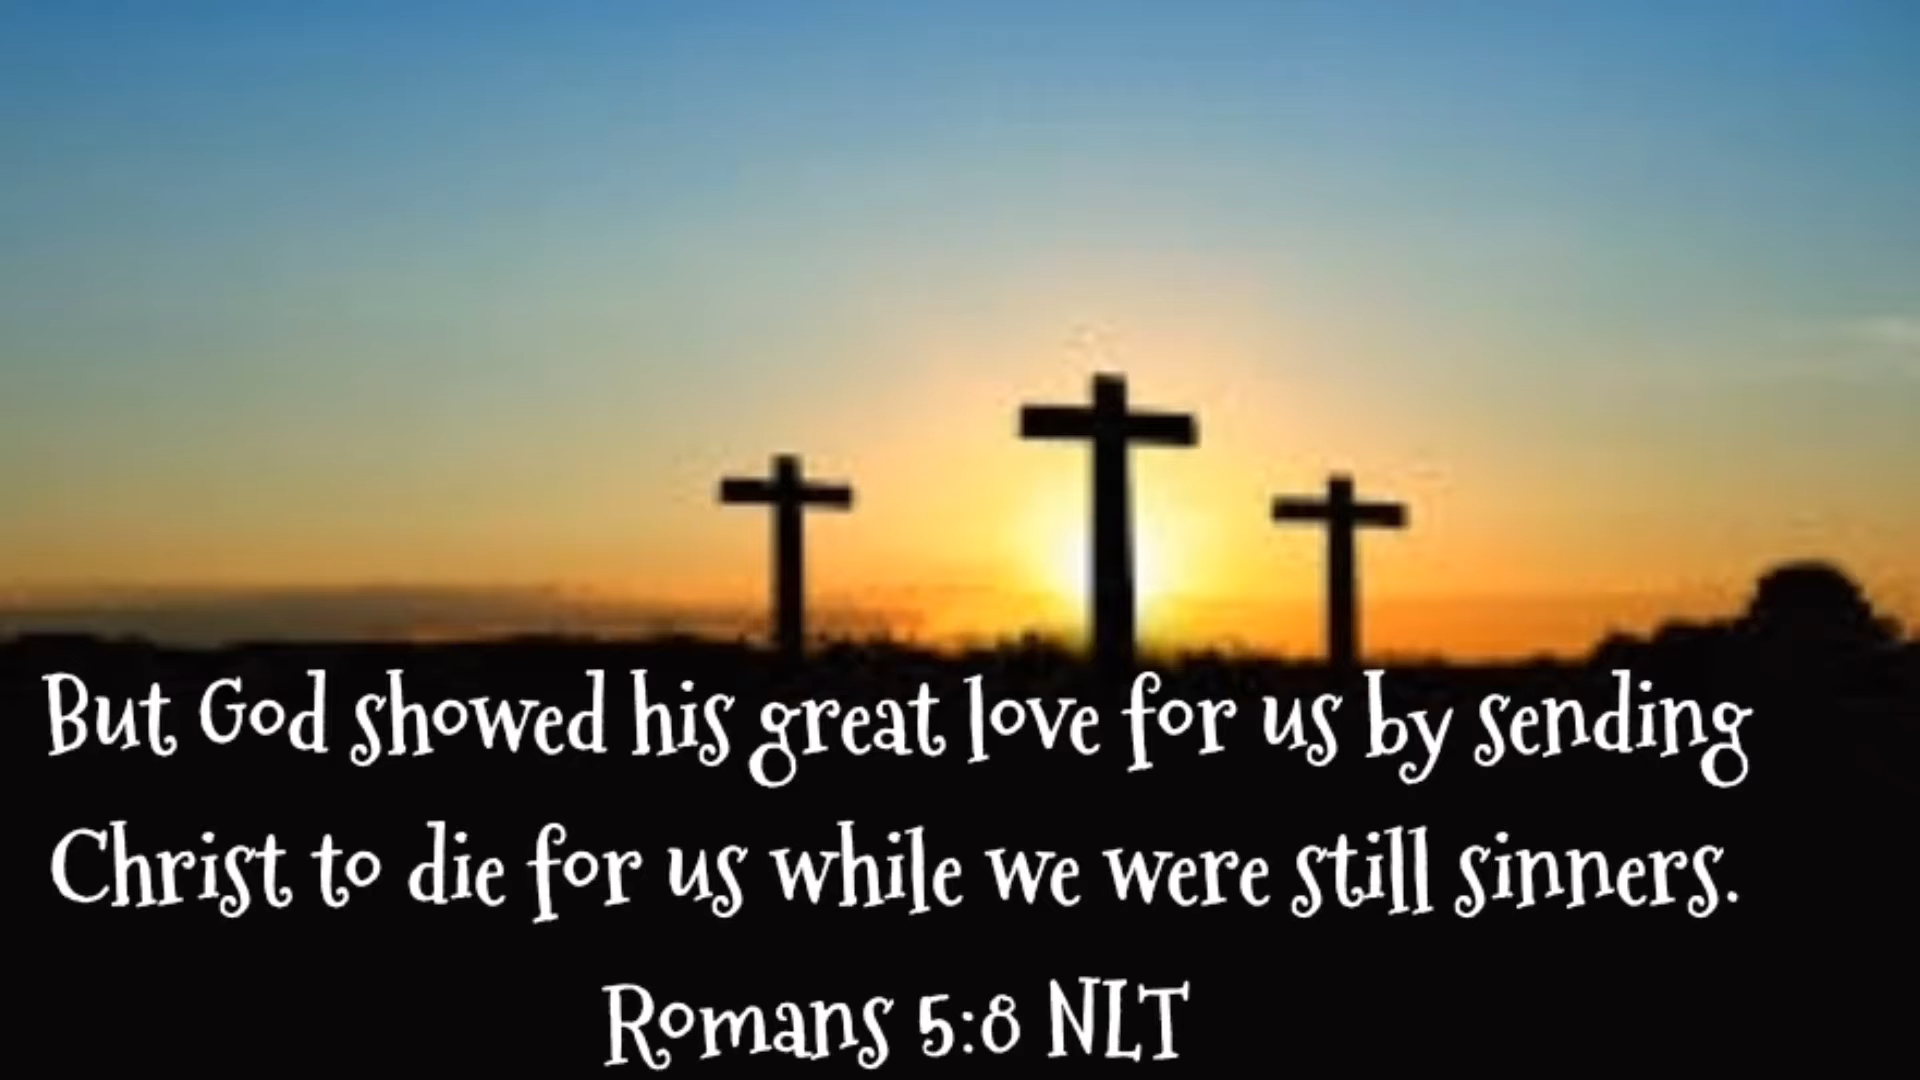 But God showed his great love for us by sending
Christ to die for us while we were still sinners.
Romans 5:8 NLT